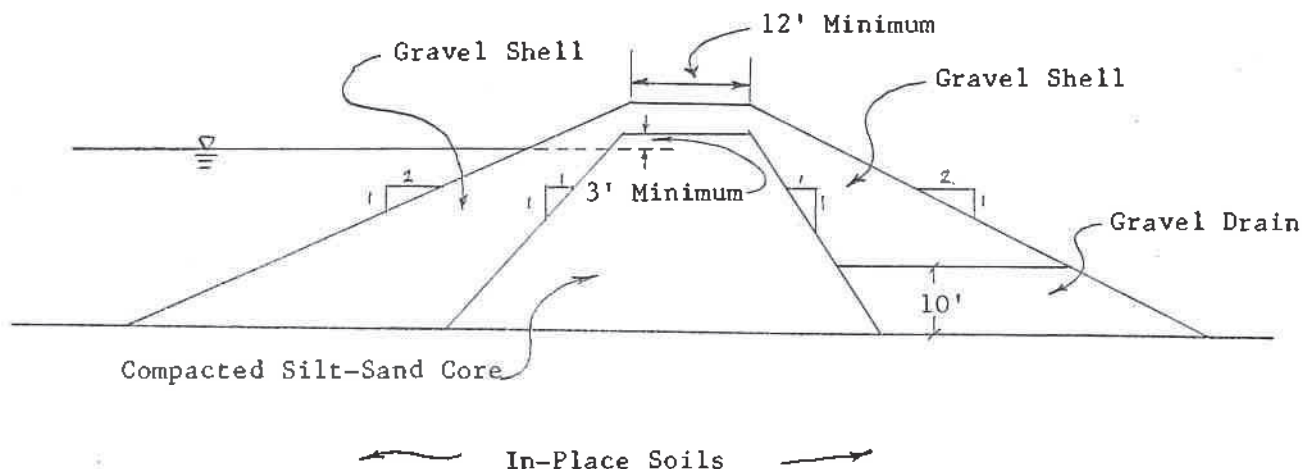 12' Minimum
Gravel Shell
Gravel Shell
2
1
1
1
3' Minimum
1
1
2
1
Gravel Drain
10'
Compacted Silt-Sand Core
In-Place Soils